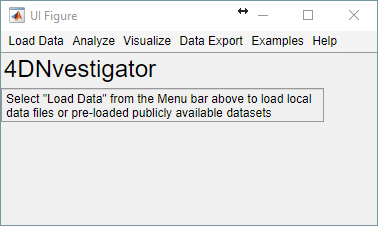 UI Figure
Load Data Analyze Visualize Data Export Examples Help
4DNvestigator
Select "Load Data" from the Menu bar above to load local
data files or pre-loaded publicly available datasets